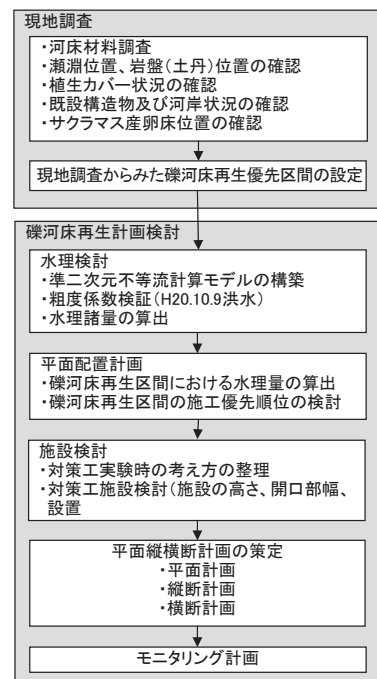 現地調査
・河床材料調査
・瀬淵位置、岩盤(土丹)位置の確認
・植生カバー状況の確認
・既設構造物及び河岸状況の確認
・サクラマス産卵床位置の確認
現地調査からみた礫河床再生優先区間の設定
礫河床再生計画検討
水理検討
・準二次元不等流計算モデルの構築
・粗度係数検証(H20.10.9洪水)
・水理諸量の算出
平面配置計画
・礫河床再生区間における水理量の算出
・礫河床再生区間の施工優先順位の検討
施設検討
・対策工実験時の考え方の整理
・対策工施設検討(施設の高さ、開口部幅、
設置
平面縦横断計画の策定
・平面計画
・縦断計画
・横断計画
モニタリング計画